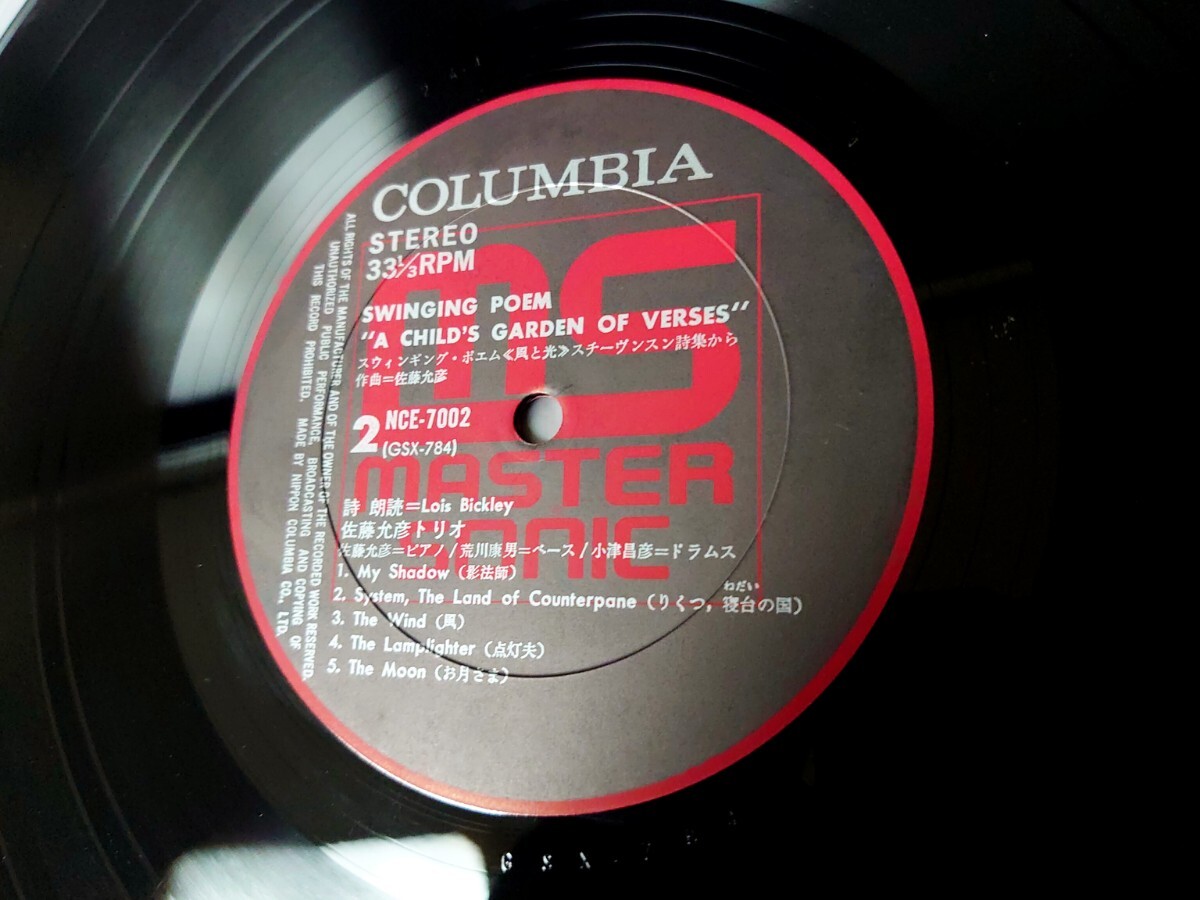 COLUMBIA
STEREO
33⅓RPM
SWINGING POEM
"A CHILD'S GARDEN OF VERSES"
スウィンギング・ポエム≪風と光≫スチーヴンスン詩集から
作曲=佐藤允彦
2 NCE-7002
(GSX-784)
MS
MASTER
SONIC
詩 朗読=Lois Bickley
佐藤允彦トリオ
佐藤允彦=ピアノ/荒川康男=ベース/小津昌彦=ドラムス
1. My Shadow (影法師)
ねだい
2. System, The Land of Counterpane (りくつ, 寝台の国)
3. The Wind (風)
4. The Lamplighter (点灯夫)
5. The Moon (お月さま)
ALL RIGHTS OF THE MANUFACTURER AND OF THE OWNER OF THE RECORDED WORK RESERVED.
UNAUTHORIZED PUBLIC PERFORMANCE, BROADCASTING AND COPYING OF
THIS RECORD PROHIBITED. MADE BY NIPPON COLUMBIA CO., LTD.
G S X - 7